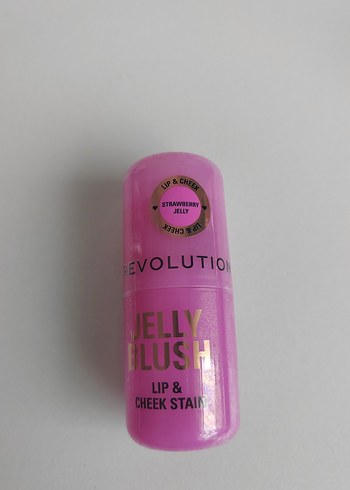 LIP & CHEEK
STRAWBERRY
JELLY
LIP & CHEEK
REVOLUTION
JELLY
BLUSH
LIP &
CHEEK STAIN